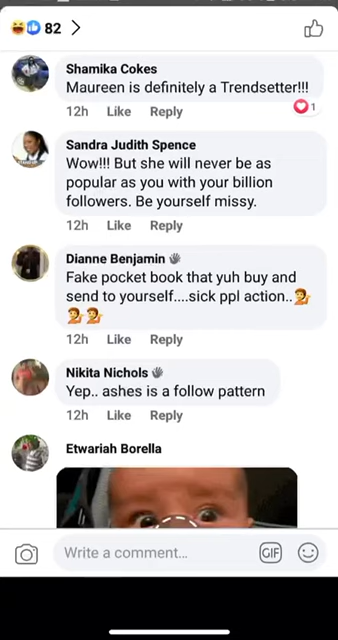 82
Shamika Cokes
Maureen is definitely a Trendsetter!!!
12h Like Reply
1
Sandra Judith Spence
Wow!!! But she will never be as
popular as you with your billion
followers. Be yourself missy.
12h Like Reply
Dianne Benjamin
Fake pocket book that yuh buy and
send to yourself....sick ppl action..
12h Like Reply
Nikita Nichols
Yep.. ashes is a follow pattern
12h Like Reply
Etwariah Borella
Write a comment...
GIF